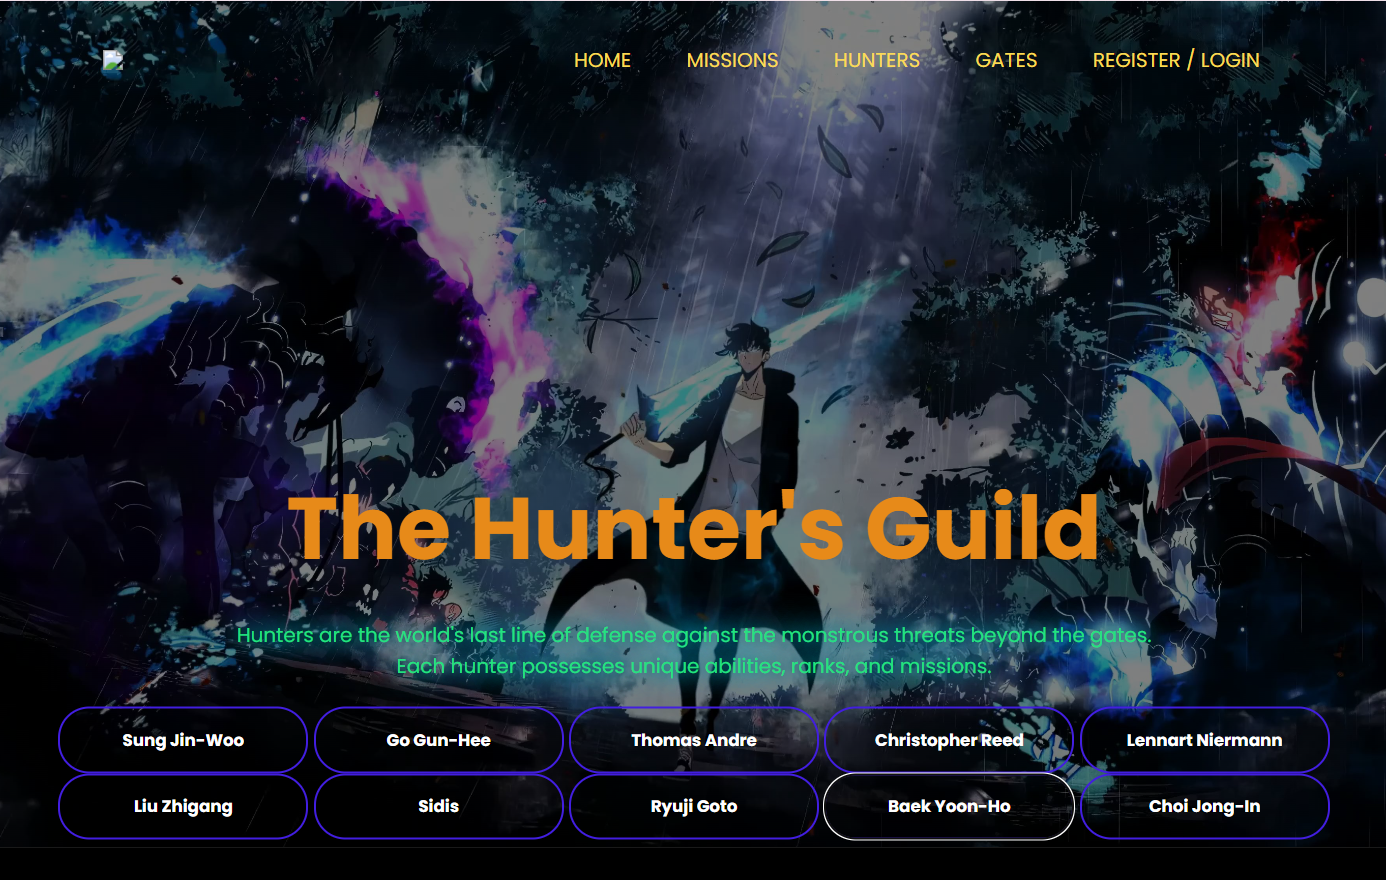 HOME MISSIONS HUNTERS GATES REGISTER / LOGIN
The Hunter's Guild
Hunters are the world's last line of defense against the monstrous threats beyond the gates.
Each hunter possesses unique abilities, ranks, and missions.
Sung Jin-Woo Go Gun-Hee Thomas Andre Christopher Reed Lennart Niermann
Liu Zhigang Sidis Ryuji Goto Baek Yoon-Ho Choi Jong-In